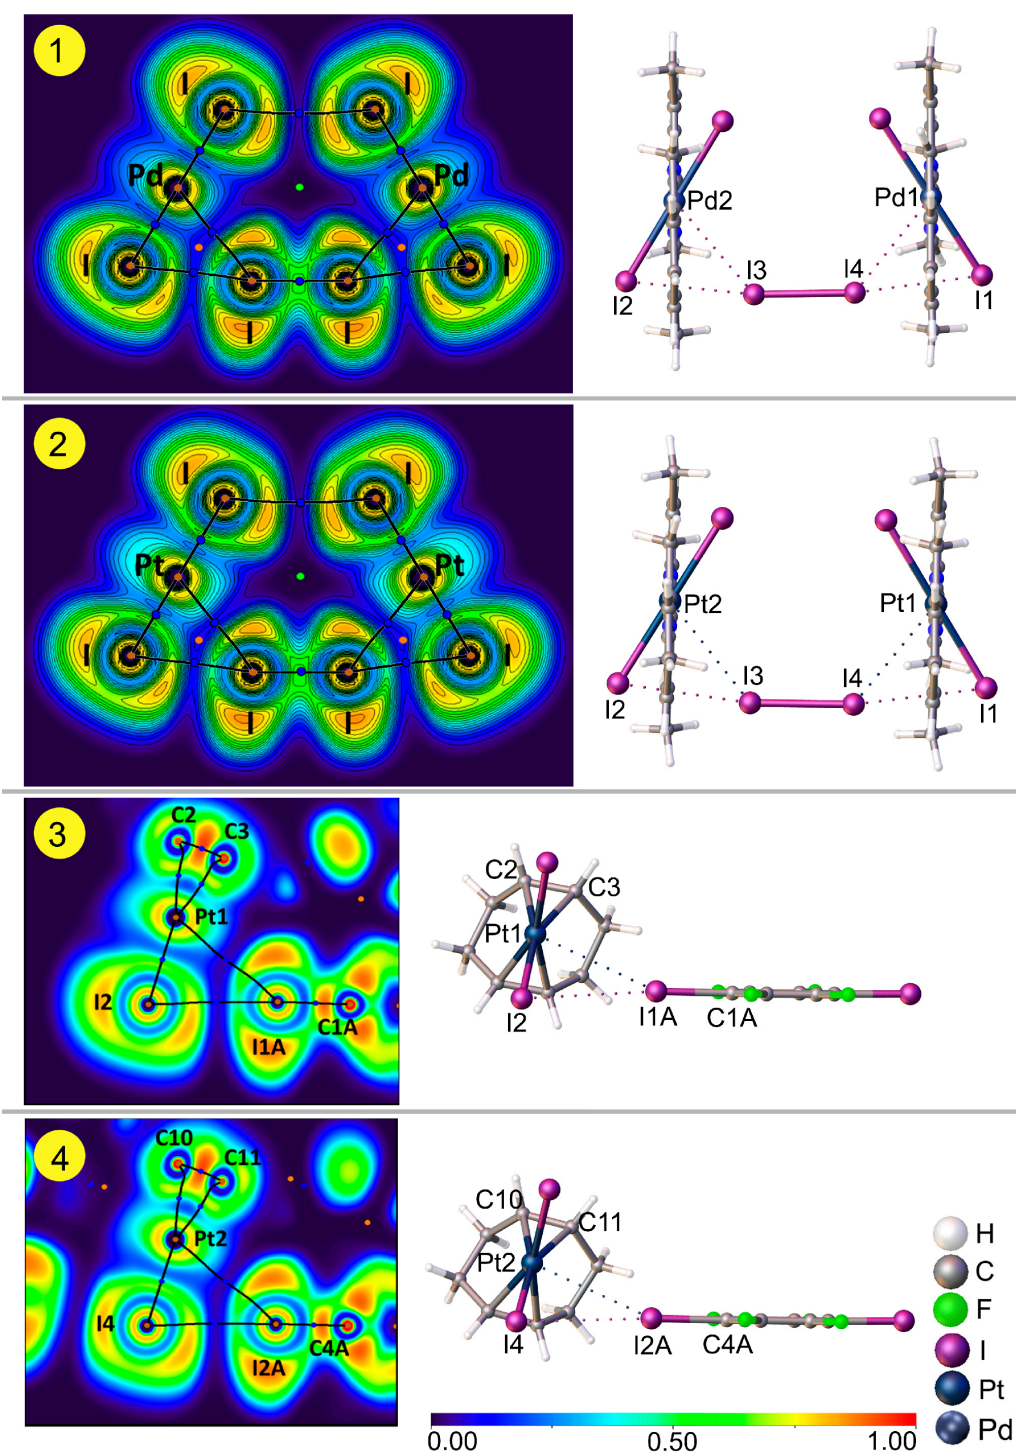 1
I I
Pd Pd
I I
I I
Pd2 Pd1
I3 I4
I2 I1
2
I I
Pt Pt
I I
I I
Pt2 Pt1
I3 I4
I2 I1
3
C2
C3
Pt1
I2
I1A
C1A
C2 C3
Pt1
I2 I1A C1A
4
C10
C11
Pt2
I4
I2A
C4A
C10
C11
Pt2
I4 I2A C4A
H
C
F
I
Pt
Pd
0.00 0.50 1.00